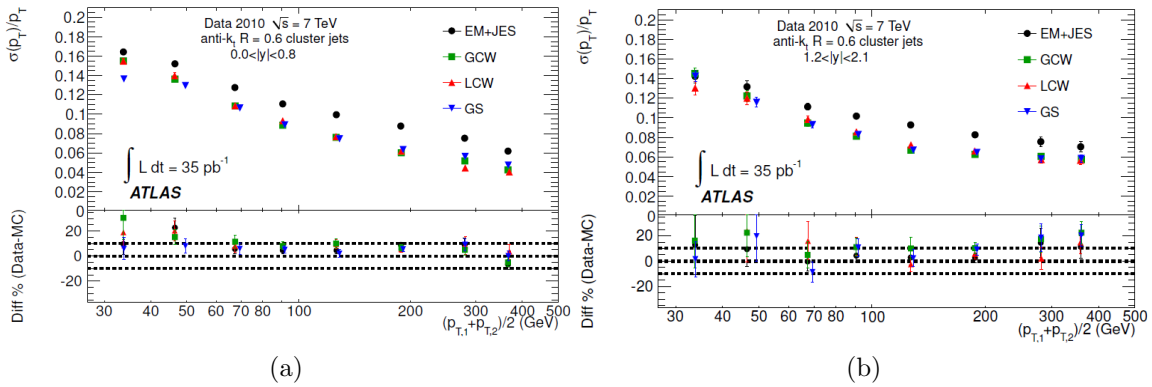 σ(p_T)/p_T
0.18
0.16
0.14
0.12
0.1
0.08
0.06
0.04
0.02
Data 2010 √s = 7 TeV
anti-k_t R = 0.6 cluster jets
0.0<|y|<0.8
EM+JES
GCW
LCW
GS
∫ L dt = 35 pb⁻¹
ATLAS
Diff % (Data-MC)
0
20
0
-20
30 40 50 60 70 80 100 200 300 400 500
(p_T,1+p_T,2)/2 (GeV)
(a)
σ(p_T)/p_T
0.2
0.18
0.16
0.14
0.12
0.1
0.08
0.06
0.04
0.02
Data 2010 √s = 7 TeV
anti-k_t R = 0.6 cluster jets
1.2<|y|<2.1
EM+JES
GCW
LCW
GS
∫ L dt = 35 pb⁻¹
ATLAS
Diff % (Data-MC)
0
20
0
-20
30 40 50 60 70 80 100 200 300 400 500
(p_T,1+p_T,2)/2 (GeV)
(b)